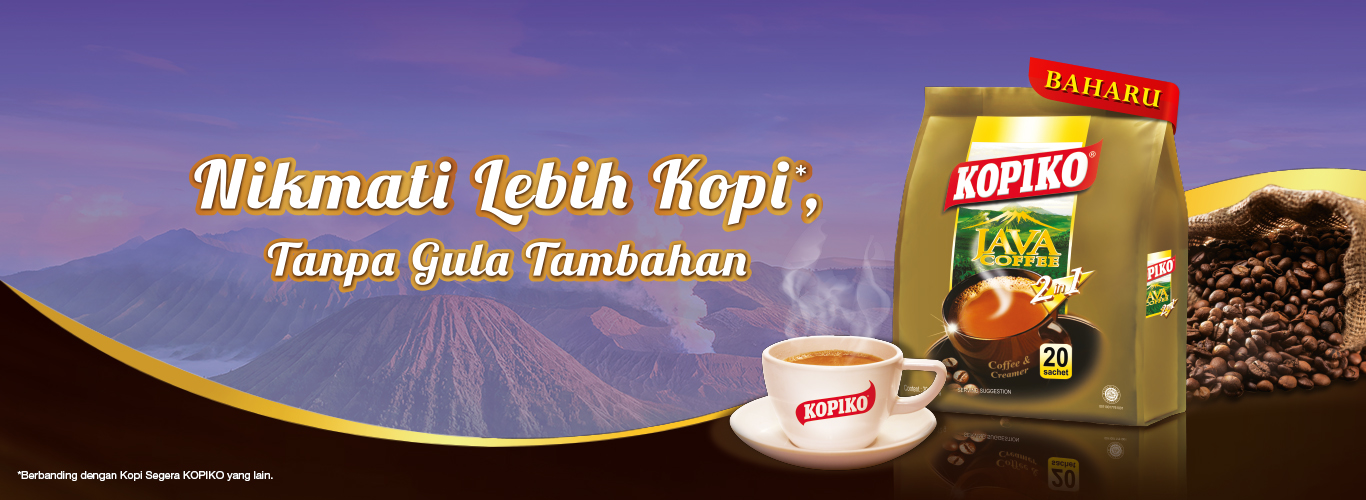 BAHARU
Nikmati Lebih Kopi*,
Tanpa Gula Tambahan
KOPIKO®
JAVA
COFFEE
2 in 1
Coffee &
Creamer
20
sachet
SUGGESTION
KOPIKO
KOPIKO
JAVA
*Berbanding dengan Kopi Segera KOPIKO yang lain.